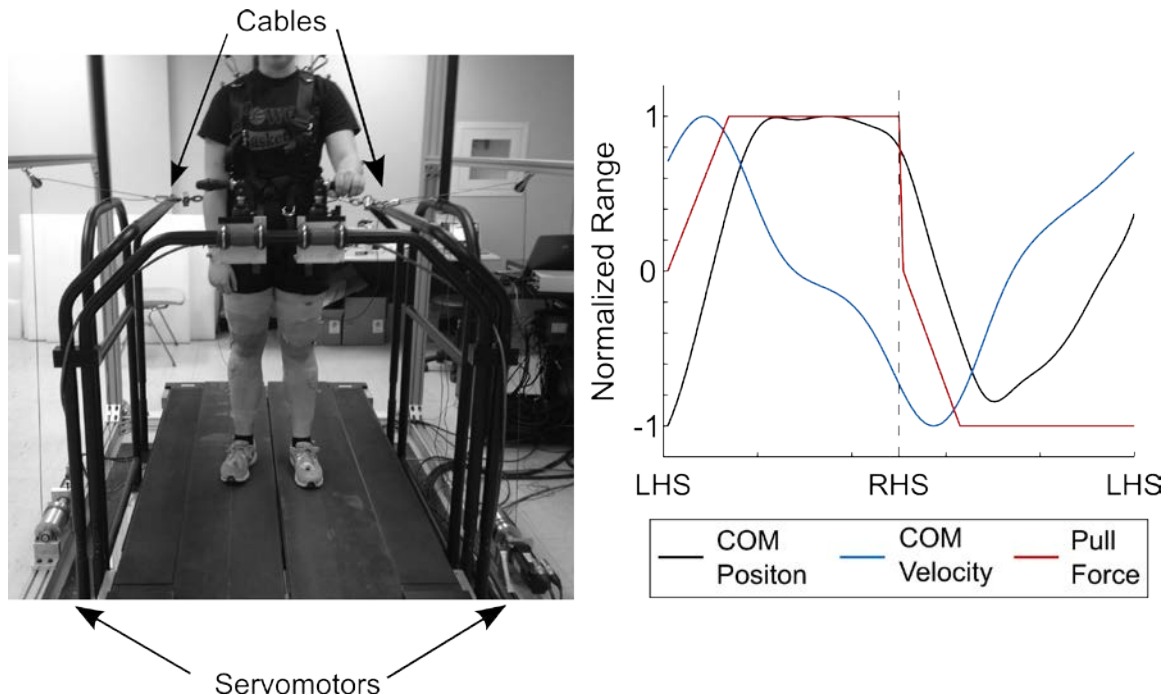 Cables
Servomotors
Normalized Range
1
0
-1
LHS
RHS
LHS
COM
Positon
COM
Velocity
Pull
Force